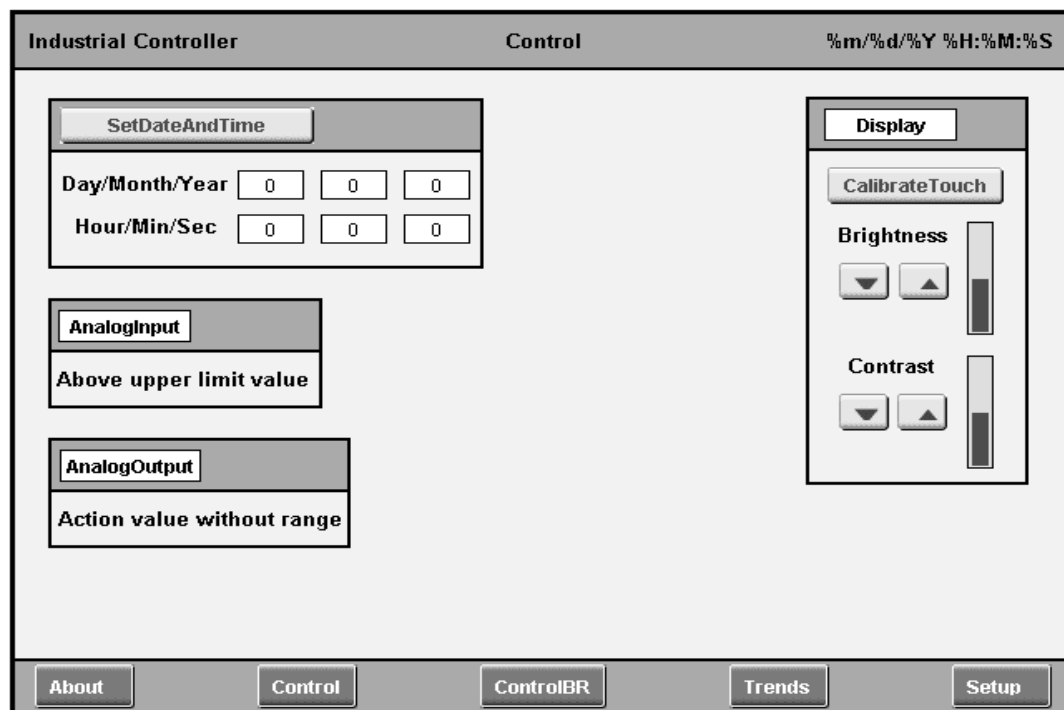 Industrial Controller Control %m/%d/%Y %H:%M:%S
SetDateAndTime
Day/Month/Year 0 0 0
Hour/Min/Sec 0 0 0
AnalogInput
Above upper limit value
AnalogOutput
Action value without range
Display
CalibrateTouch
Brightness
Contrast
About Control ControlBR Trends Setup